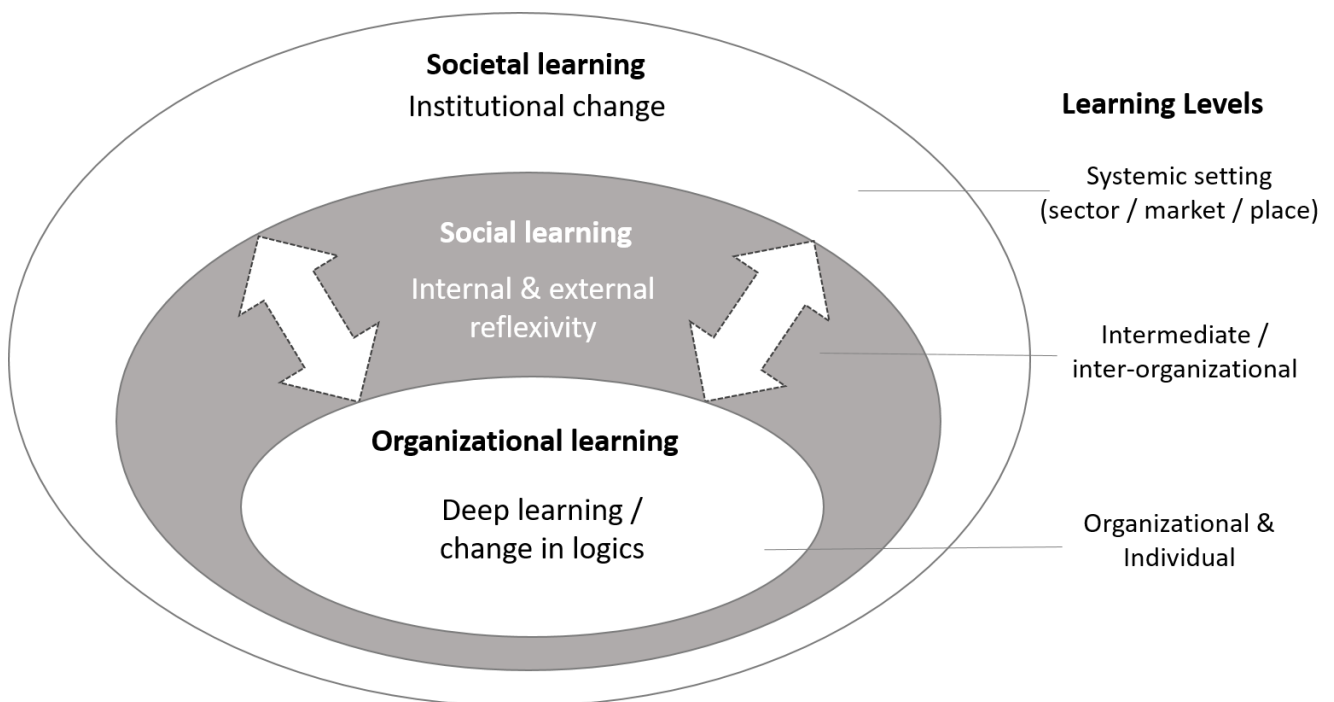 Societal learning
Institutional change
Social learning
Internal & external
reflexivity
Organizational learning
Deep learning /
change in logics
Learning Levels
Systemic setting
(sector / market / place)
Intermediate /
inter-organizational
Organizational &
Individual